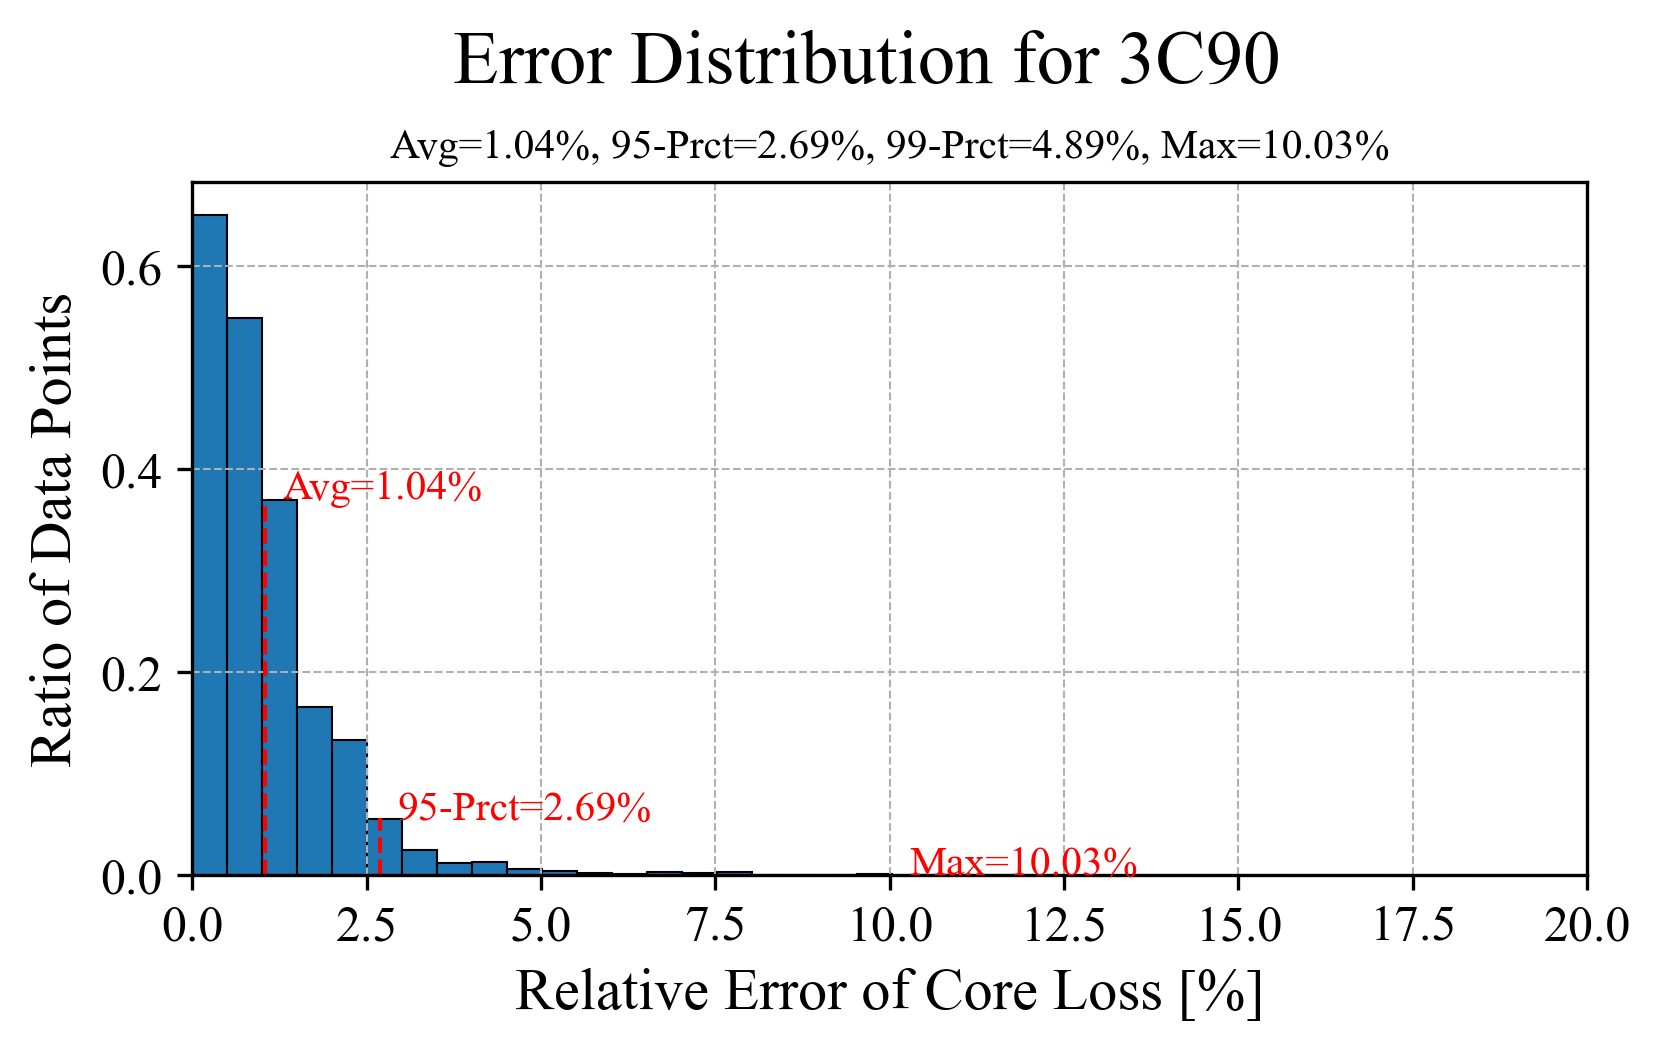 Error Distribution for 3C90
Avg=1.04%, 95-Prct=2.69%, 99-Prct=4.89%, Max=10.03%
Ratio of Data Points
0.6
0.4
0.2
0.0
Avg=1.04%
95-Prct=2.69%
Max=10.03%
0.0 2.5 5.0 7.5 10.0 12.5 15.0 17.5 20.0
Relative Error of Core Loss [%]